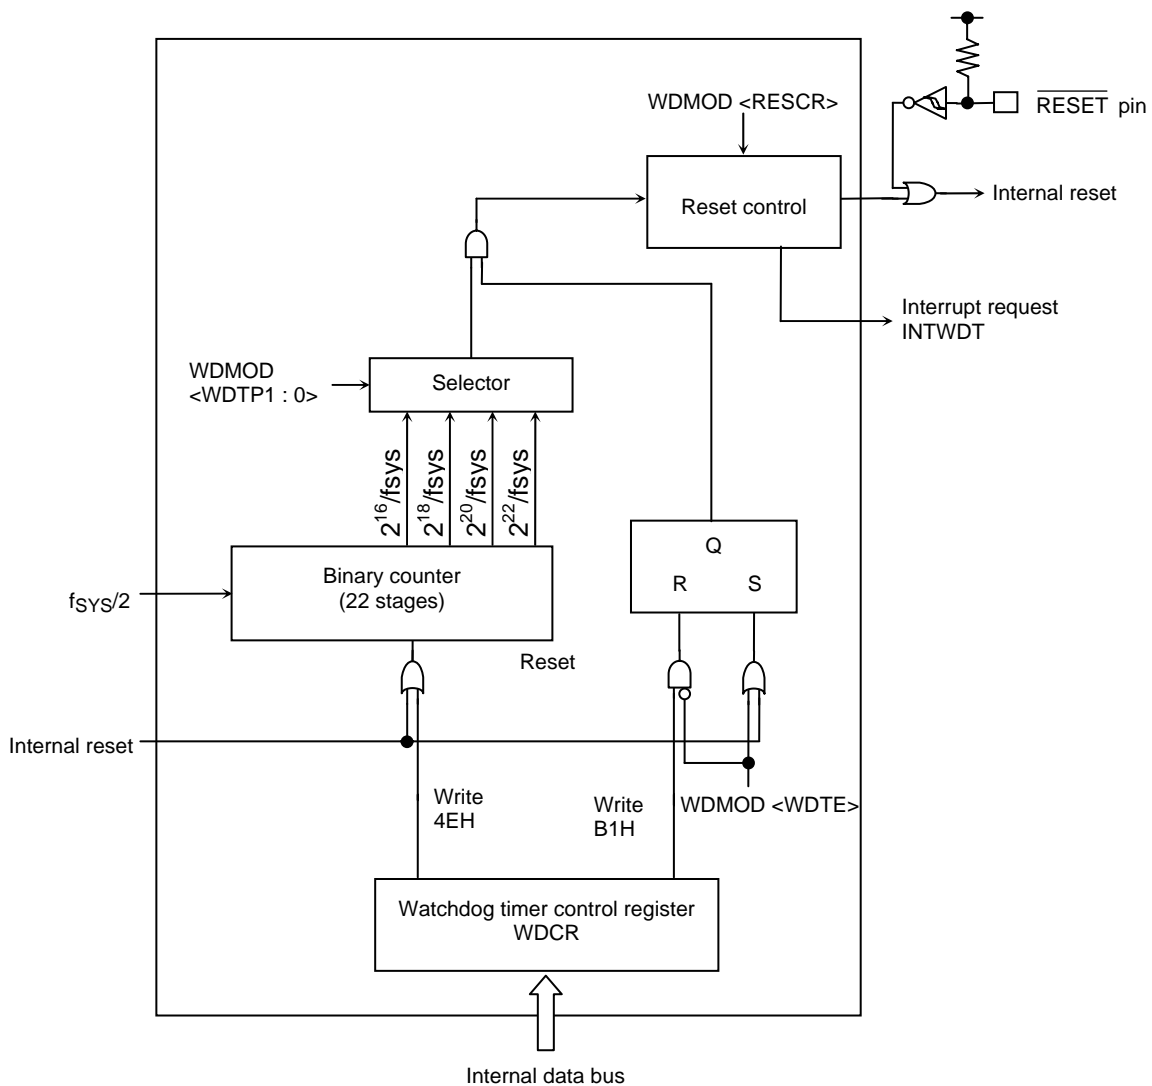 WDMOD <RESCR>
RESET pin
Reset control
Internal reset
Interrupt request
INTWDT
WDMOD
<WDTP1 : 0>
Selector
2^16/fsys
2^18/fsys
2^20/fsys
2^22/fsys
Q
R S
Binary counter
(22 stages)
fSYS/2
Reset
Internal reset
Write
4EH
Write
B1H
WDMOD <WDTE>
Watchdog timer control register
WDCR
Internal data bus